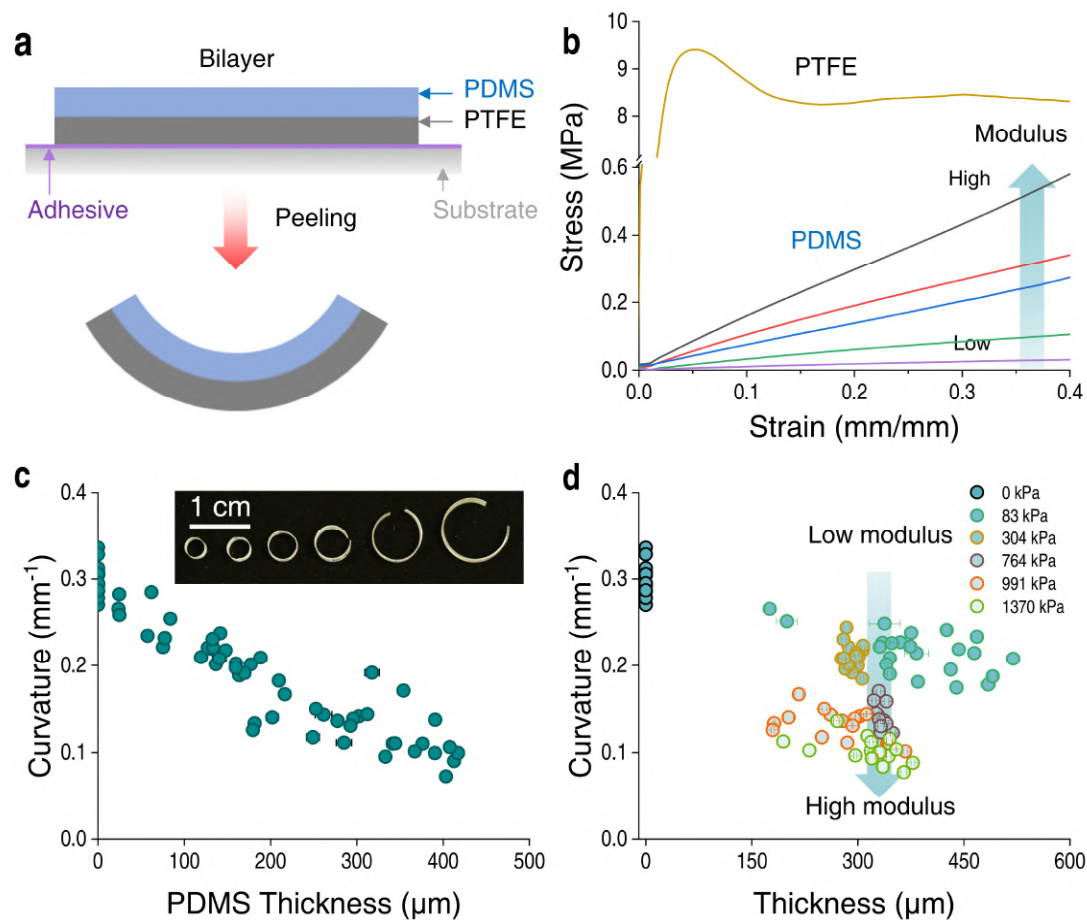 a
Bilayer
PDMS
PTFE
Adhesive
Substrate
Peeling
b
10
9
8
0.6
0.4
0.2
0.0
Stress (MPa)
PTFE
Modulus
High
PDMS
Low
0.0 0.1 0.2 0.3 0.4
Strain (mm/mm)
c
0.4
0.3
0.2
0.1
0.0
Curvature (mm⁻¹)
1 cm
0 100 200 300 400 500
PDMS Thickness (μm)
d
0.4
0.3
0.2
0.1
0.0
Curvature (mm⁻¹)
Low modulus
0 kPa
83 kPa
304 kPa
764 kPa
991 kPa
1370 kPa
High modulus
0 150 300 450 600
Thickness (μm)